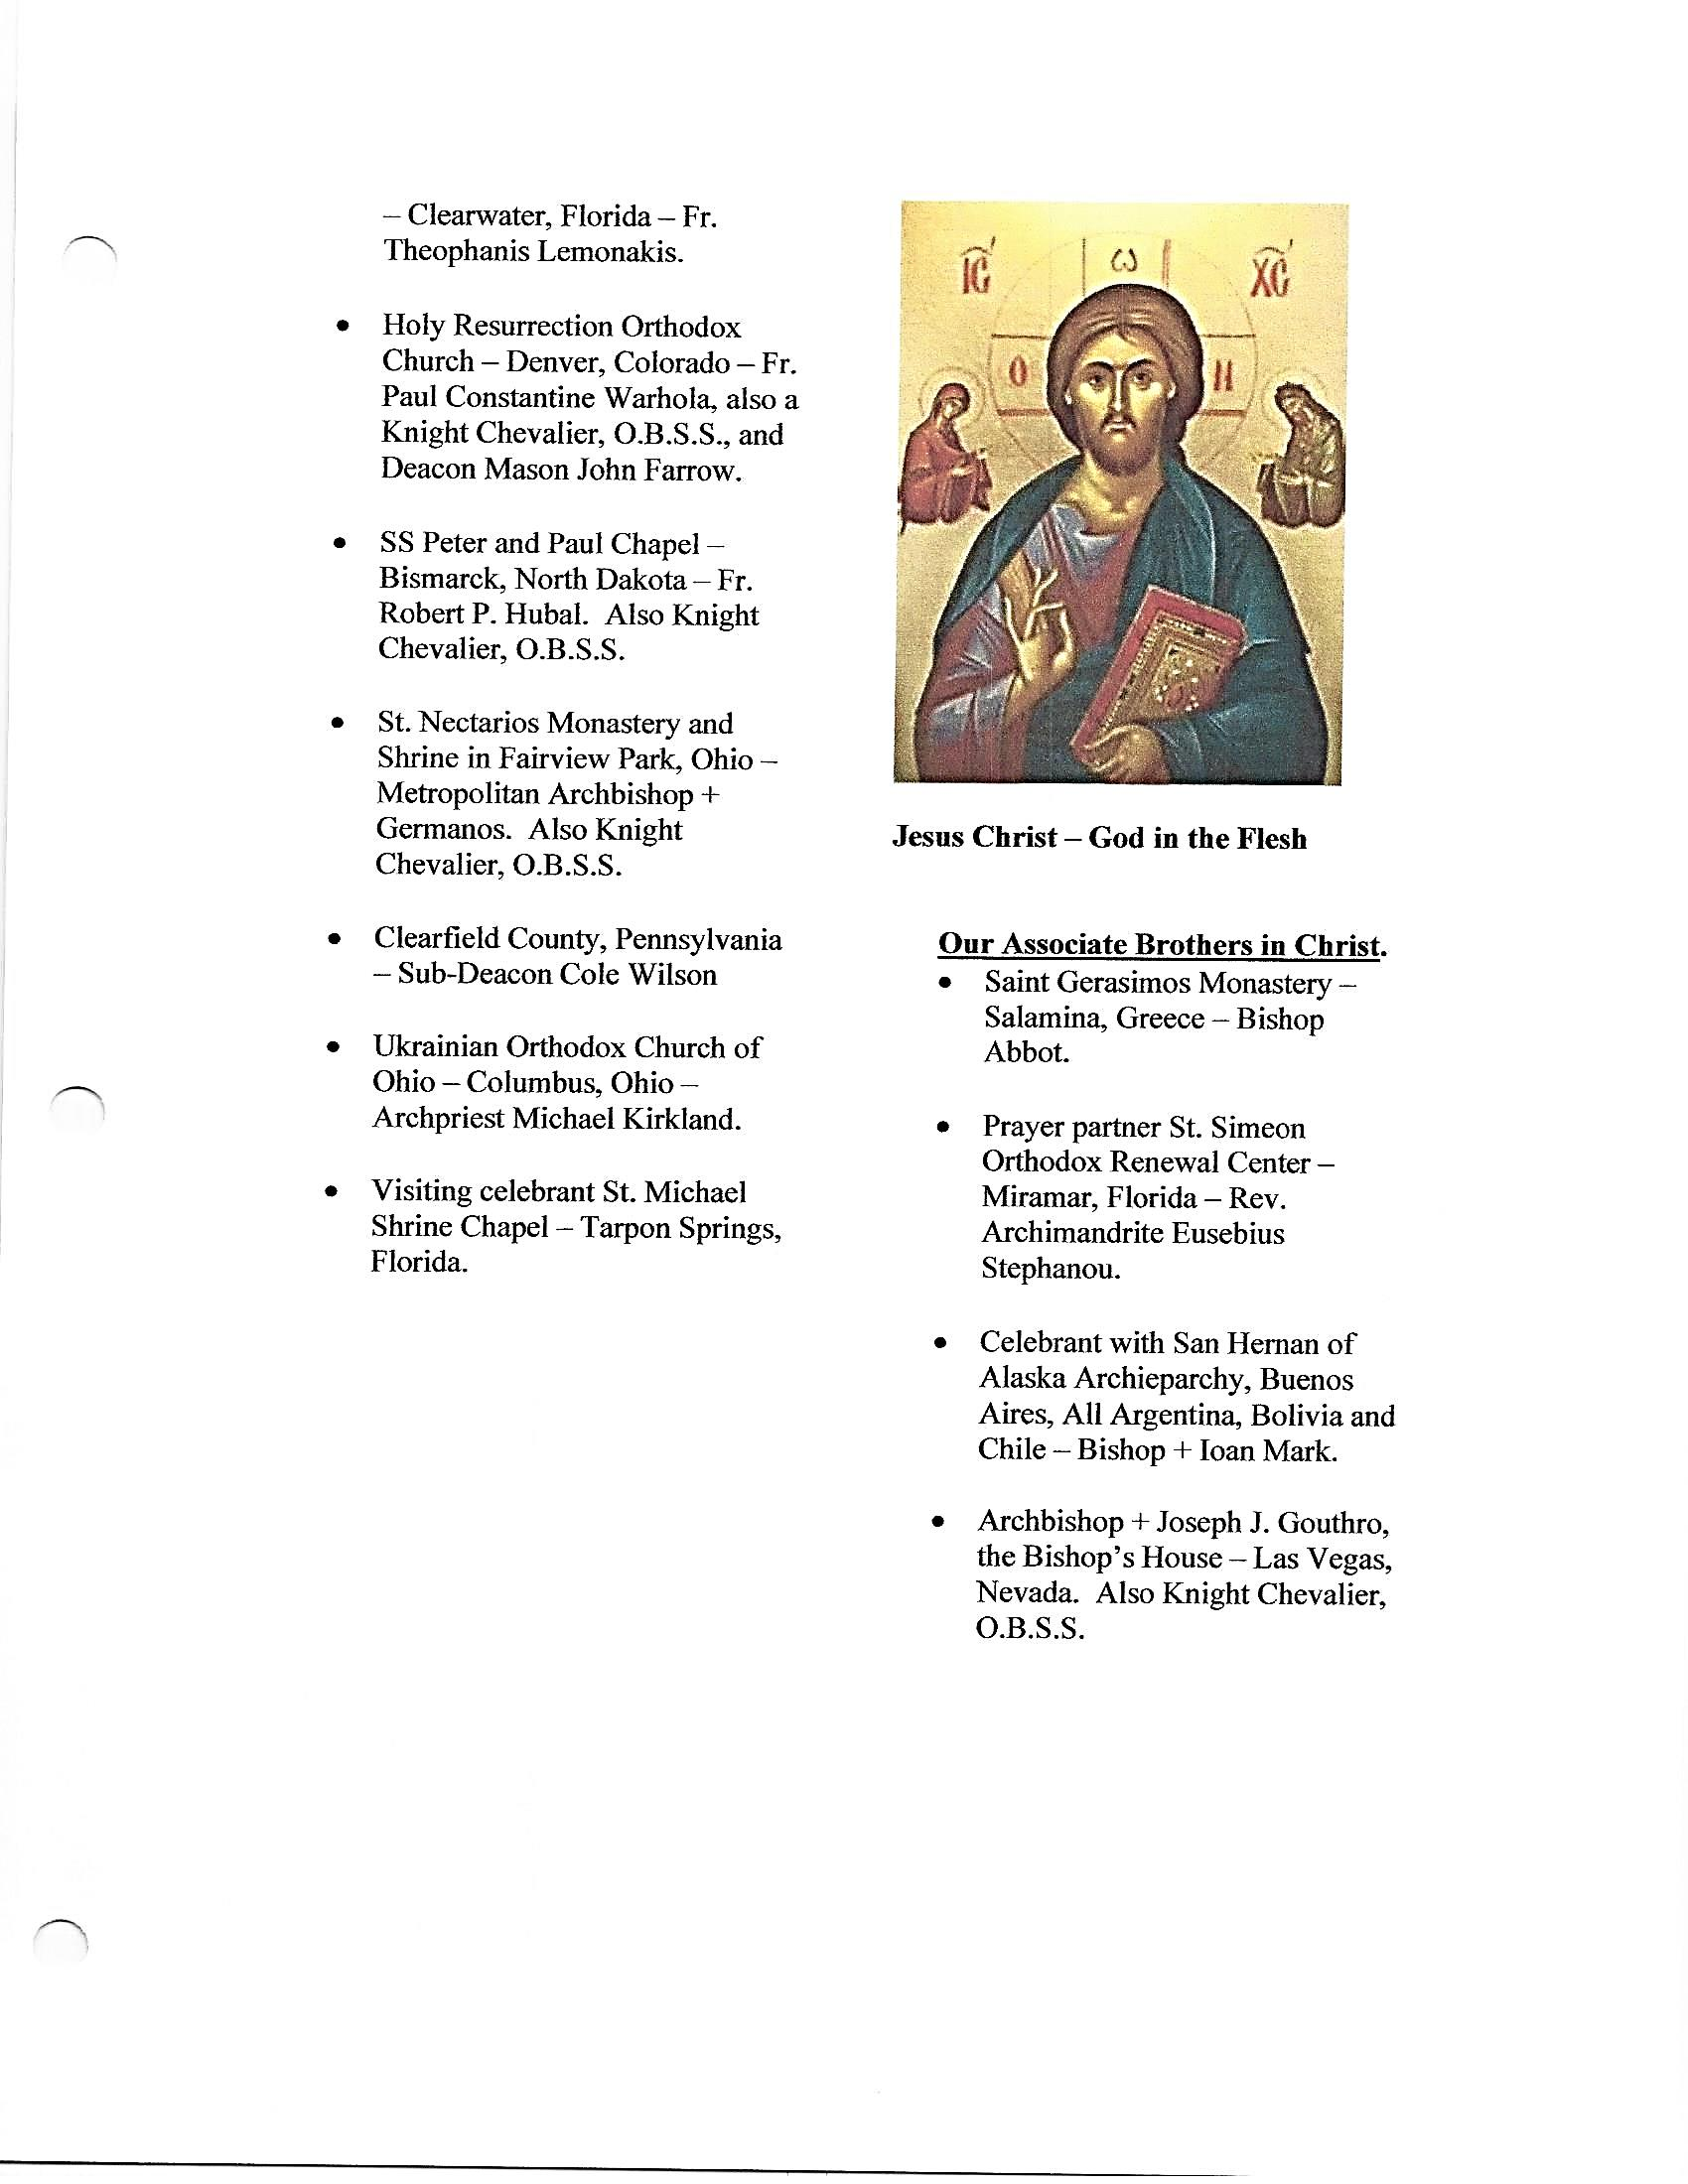 – Clearwater, Florida – Fr.
Theophanis Lemonakis.
• Holy Resurrection Orthodox
Church – Denver, Colorado – Fr.
Paul Constantine Warhola, also a
Knight Chevalier, O.B.S.S., and
Deacon Mason John Farrow.
• SS Peter and Paul Chapel –
Bismarck, North Dakota – Fr.
Robert P. Hubal.  Also Knight
Chevalier, O.B.S.S.
• St. Nectarios Monastery and
Shrine in Fairview Park, Ohio –
Metropolitan Archbishop +
Germanos.  Also Knight
Chevalier, O.B.S.S.
• Clearfield County, Pennsylvania
– Sub-Deacon Cole Wilson
• Ukrainian Orthodox Church of
Ohio – Columbus, Ohio –
Archpriest Michael Kirkland.
• Visiting celebrant St. Michael
Shrine Chapel – Tarpon Springs,
Florida.
IC XC
ω
Ο Η
Jesus Christ – God in the Flesh
Our Associate Brothers in Christ.
• Saint Gerasimos Monastery –
Salamina, Greece – Bishop
Abbot.
• Prayer partner St. Simeon
Orthodox Renewal Center –
Miramar, Florida – Rev.
Archimandrite Eusebius
Stephanou.
• Celebrant with San Hernan of
Alaska Archieparchy, Buenos
Aires, All Argentina, Bolivia and
Chile – Bishop + Ioan Mark.
• Archbishop + Joseph J. Gouthro,
the Bishop's House – Las Vegas,
Nevada.  Also Knight Chevalier,
O.B.S.S.